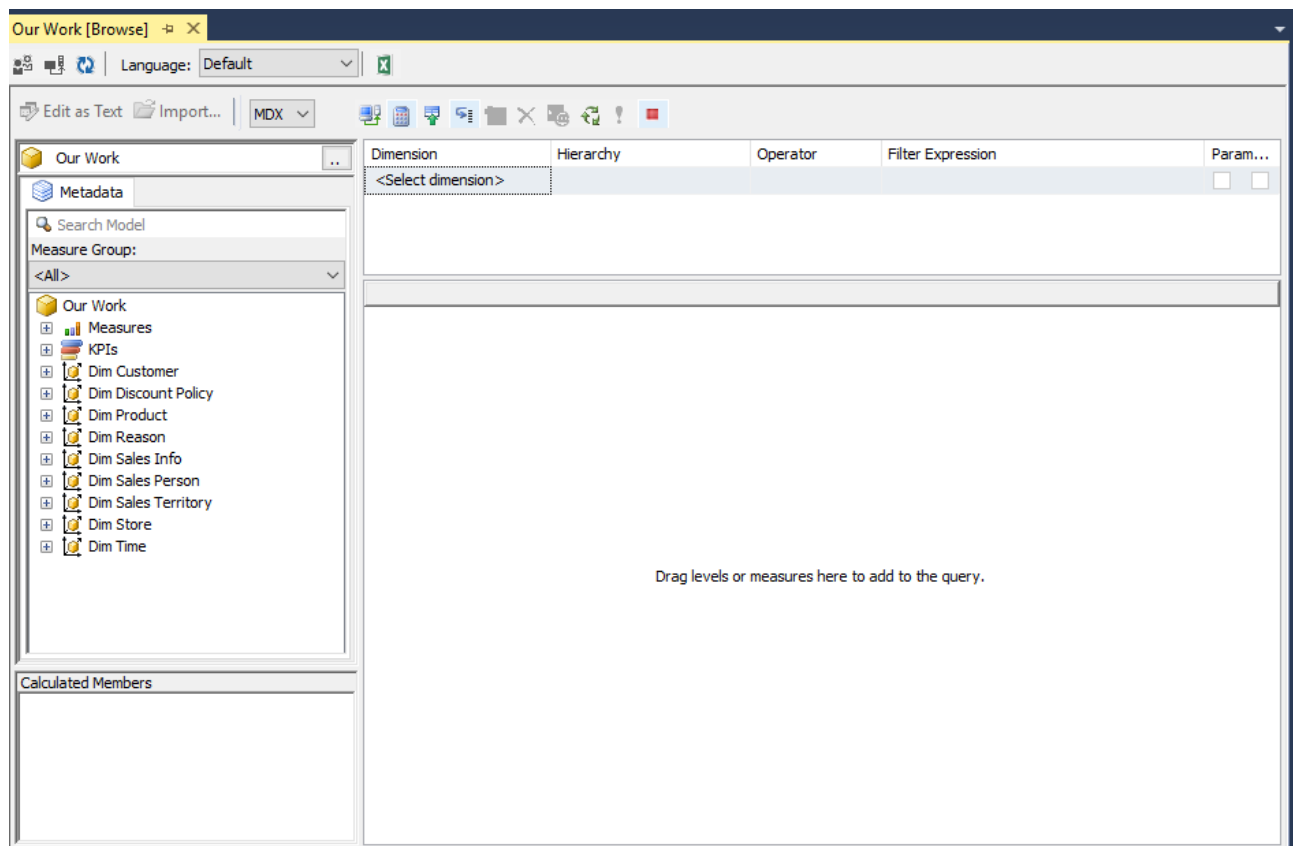 Our Work [Browse]
Language: Default
Edit as Text Import... MDX
Our Work ..
Metadata
Search Model
Measure Group:
<All>
Our Work
Measures
KPIs
Dim Customer
Dim Discount Policy
Dim Product
Dim Reason
Dim Sales Info
Dim Sales Person
Dim Sales Territory
Dim Store
Dim Time
Calculated Members
Dimension Hierarchy Operator Filter Expression Param...
<Select dimension>
Drag levels or measures here to add to the query.